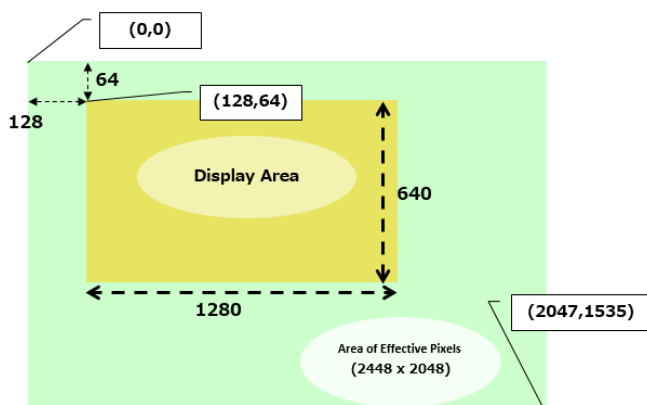 (0,0)
64
(128,64)
128
Display Area
640
1280
(2047,1535)
Area of Effective Pixels
(2448 x 2048)